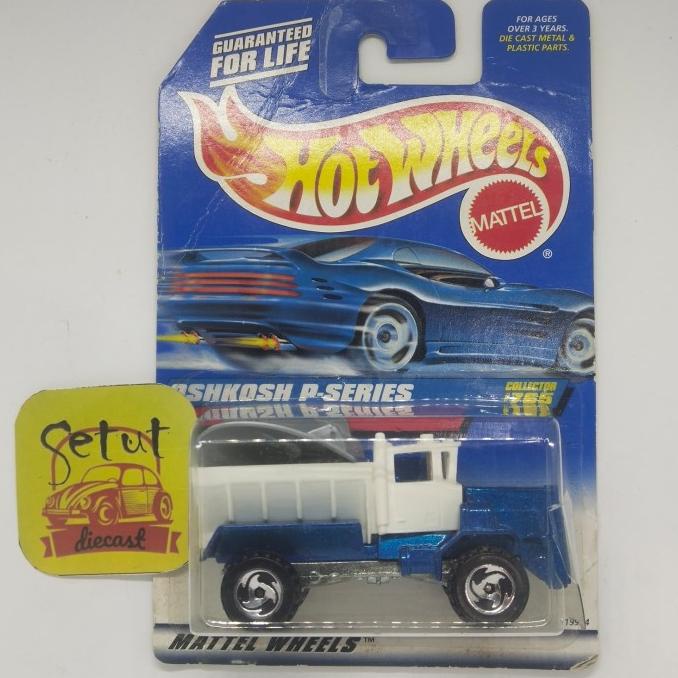 GUARANTEED
FOR LIFE
FOR AGES
OVER 3 YEARS.
DIE CAST METAL &
PLASTIC PARTS.
HOT WHEELS
MATTEL
®
OSHKOSH P-SERIES
COLLECTOR
765
Setut
diecast
MATTEL WHEELS™